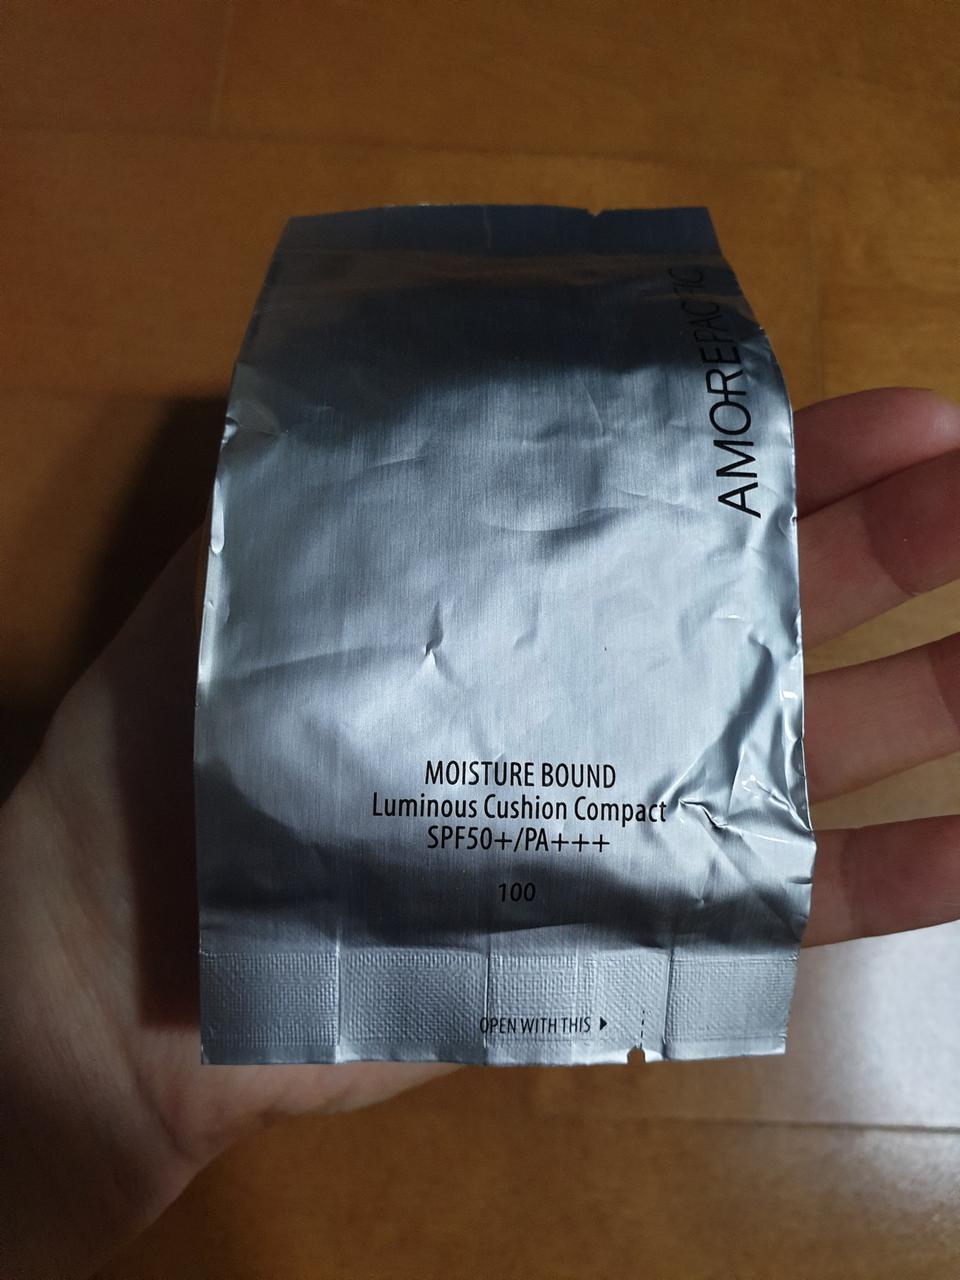 AMOREPACIFIC
MOISTURE BOUND
Luminous Cushion Compact
SPF50+/PA+++
100
OPEN WITH THIS